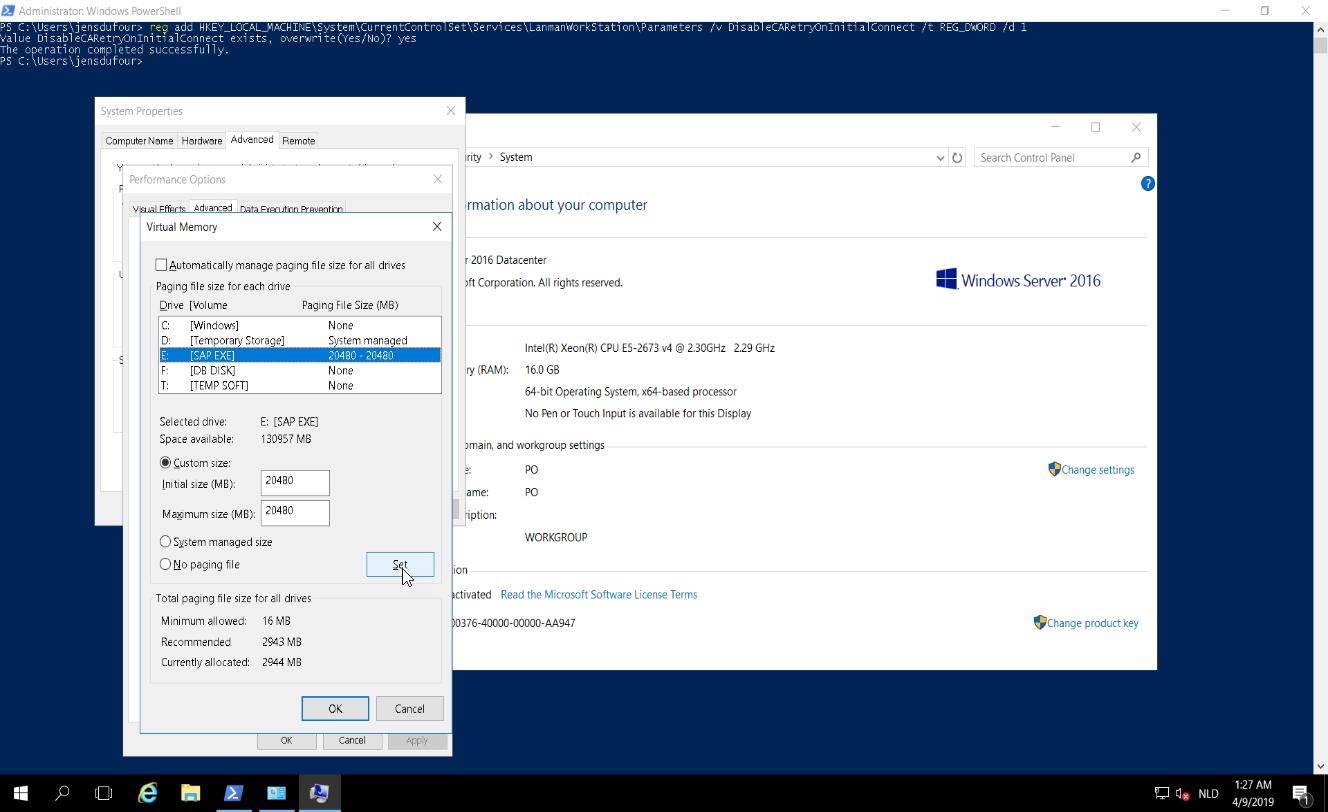 Administrator: Windows PowerShell
PS C:\Users\jensdufour> reg add HKEY_LOCAL_MACHINE\System\CurrentControlSet\Services\LanmanWorkStation\Parameters /v DisableCARetryOnInitialConnect /t REG_DWORD /d 1
Value DisableCARetryOnInitialConnect exists, overwrite(Yes/No)? yes
The operation completed successfully.
PS C:\Users\jensdufour>
System Properties
Computer Name Hardware Advanced Remote
Performance Options
Visual Effects Advanced Data Execution Prevention
Virtual Memory
Automatically manage paging file size for all drives
Paging file size for each drive
Drive [Volume Paging File Size (MB)
C: [Windows] None
D: [Temporary Storage] System managed
E: [SAP EXE] 20480 - 20480
F: [DB DISK] None
T: [TEMP SOFT] None
Selected drive: E: [SAP EXE]
Space available: 130957 MB
Custom size:
Initial size (MB): 20480
Maximum size (MB): 20480
System managed size
No paging file Set
Total paging file size for all drives
Minimum allowed: 16 MB
Recommended 2943 MB
Currently allocated: 2944 MB
OK Cancel
OK Cancel Apply
rity > System
Search Control Panel
?
rmation about your computer
r 2016 Datacenter
oft Corporation. All rights reserved.
Windows Server 2016
Intel(R) Xeon(R) CPU E5-2673 v4 @ 2.30GHz 2.29 GHz
ry (RAM): 16.0 GB
64-bit Operating System, x64-based processor
No Pen or Touch Input is available for this Display
omain, and workgroup settings
e: PO
ame: PO
ription:
WORKGROUP
Change settings
ion
activated Read the Microsoft Software License Terms
00376-40000-00000-AA947
Change product key
NLD
1:27 AM
4/9/2019
1